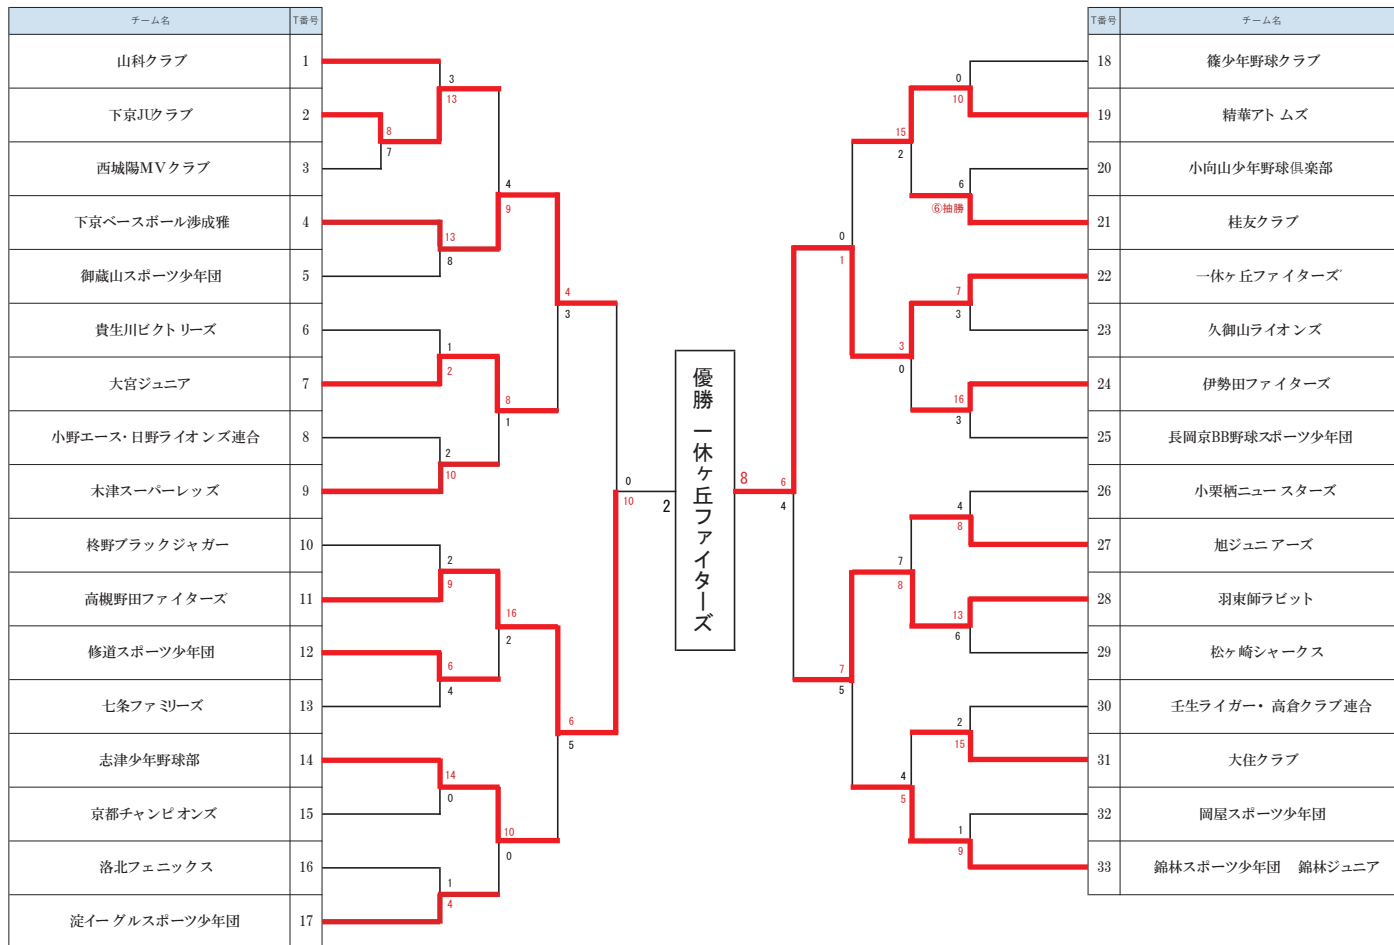 チーム名 T番号
山科クラブ 1
下京JUクラブ 2
西城陽MVクラブ 3
下京ベースボール渉成雅 4
御蔵山スポーツ少年団 5
貴生川ビクトリーズ 6
大宮ジュニア 7
小野エース・日野ライオンズ連合 8
木津スーパーレッズ 9
柊野ブラックジャガー 10
高槻野田ファイターズ 11
修道スポーツ少年団 12
七条ファミリーズ 13
志津少年野球部 14
京都チャンピオンズ 15
洛北フェニックス 16
淀イーグルスポーツ少年団 17
3
13
8
7
13
8
4
9
1
2
2
10
8
1
4
3
2
9
6
4
16
2
14
0
1
4
10
0
6
5
0
10
2
優勝 一休ヶ丘ファイターズ
8
6
4
0
1
15
2
0
10
6
⑥抽勝
7
3
3
0
16
3
7
5
7
8
4
8
13
6
4
5
2
15
1
9
T番号 チーム名
18 篠少年野球クラブ
19 精華アトムズ
20 小向山少年野球倶楽部
21 桂友クラブ
22 一休ヶ丘ファイターズ
23 久御山ライオンズ
24 伊勢田ファイターズ
25 長岡京BB野球スポーツ少年団
26 小栗栖ニュースターズ
27 旭ジュニアーズ
28 羽束師ラビット
29 松ヶ崎シャークス
30 壬生ライガー・高倉クラブ連合
31 大住クラブ
32 岡屋スポーツ少年団
33 錦林スポーツ少年団 錦林ジュニア